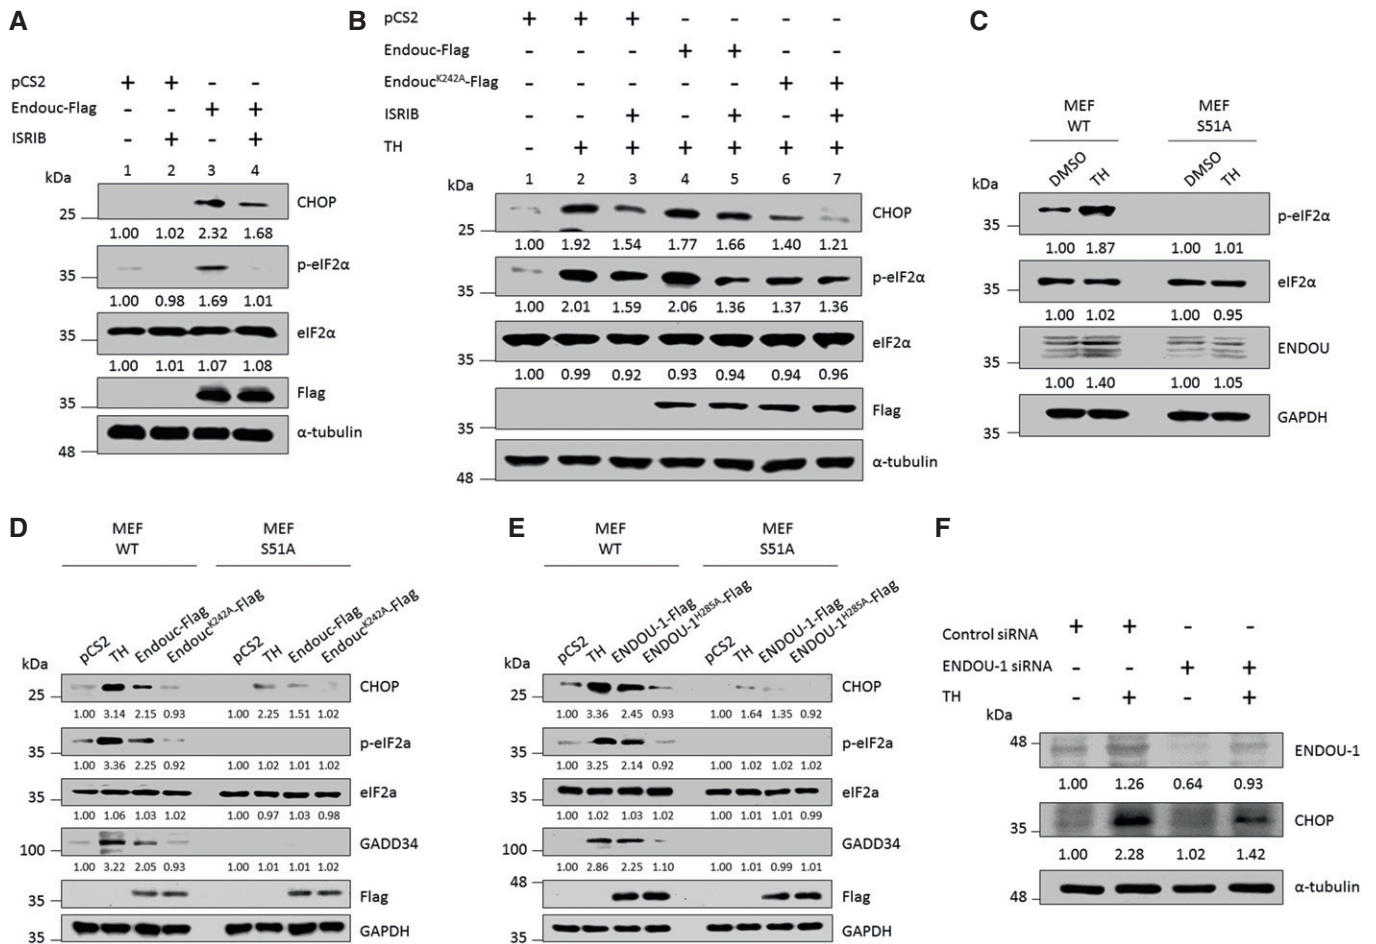 A
pCS2 + + - -
Endouc-Flag - - + +
ISRIB - + - +
1 2 3 4
kDa
25 CHOP
1.00 1.02 2.32 1.68
35 p-eIF2α
1.00 0.98 1.69 1.01
35 eIF2α
1.00 1.01 1.07 1.08
35 Flag
48 α-tubulin
B
pCS2 + + + - - - -
Endouc-Flag - - - + + - -
Endouc^K242A-Flag - - - - - + +
ISRIB - - + - + - +
TH - + + + + + +
1 2 3 4 5 6 7
kDa
25 CHOP
1.00 1.92 1.54 1.77 1.66 1.40 1.21
35 p-eIF2α
1.00 2.01 1.59 2.06 1.36 1.37 1.36
35 eIF2α
1.00 0.99 0.92 0.93 0.94 0.94 0.96
35 Flag
48 α-tubulin
C
MEF MEF
WT S51A
DMSO TH DMSO TH
kDa
35 p-eIF2α
1.00 1.87 1.00 1.01
35 eIF2α
1.00 1.02 1.00 0.95
35 ENDOU
1.00 1.40 1.00 1.05
35 GAPDH
D
MEF MEF
WT S51A
pCS2 TH Endouc-Flag Endouc^K242A-Flag pCS2 TH Endouc-Flag Endouc^K242A-Flag
kDa
25 CHOP
1.00 3.14 2.15 0.93 1.00 2.25 1.51 1.02
35 p-eIF2a
1.00 3.36 2.25 0.92 1.00 1.02 1.01 1.02
35 eIF2a
1.00 1.06 1.03 1.02 1.00 0.97 1.03 0.98
100 GADD34
1.00 3.22 2.05 0.93 1.00 1.01 1.01 1.02
35 Flag
35 GAPDH
E
MEF MEF
WT S51A
pCS2 TH ENDOU-1-Flag ENDOU-1^H285A-Flag pCS2 TH ENDOU-1-Flag ENDOU-1^H285A-Flag
kDa
25 CHOP
1.00 3.36 2.45 0.93 1.00 1.64 1.35 0.92
35 p-eIF2a
1.00 3.25 2.14 0.92 1.00 1.02 1.02 1.02
35 eIF2a
1.00 1.02 1.03 1.02 1.00 1.01 1.01 0.99
100 GADD34
1.00 2.86 2.25 1.10 1.00 1.01 0.99 1.01
48 Flag
35 GAPDH
F
Control siRNA + + - -
ENDOU-1 siRNA - - + +
TH - + - +
kDa
48 ENDOU-1
1.00 1.26 0.64 0.93
35 CHOP
1.00 2.28 1.02 1.42
48 α-tubulin